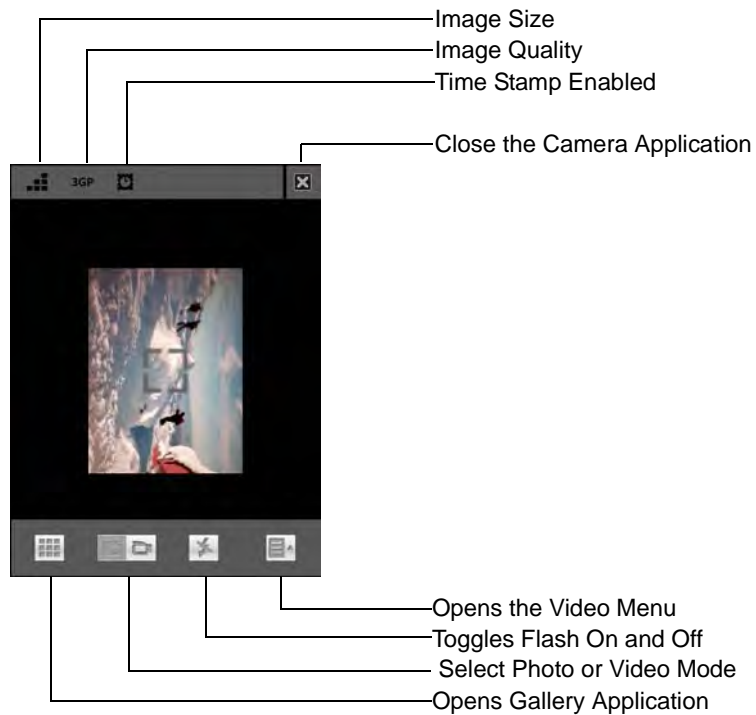 Image Size
Image Quality
Time Stamp Enabled
Close the Camera Application
3GP
Opens the Video Menu
Toggles Flash On and Off
Select Photo or Video Mode
Opens Gallery Application